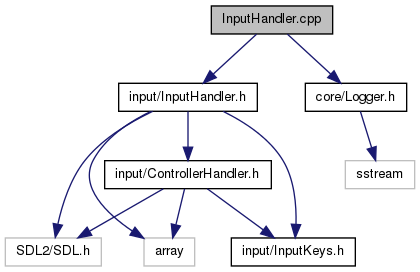 InputHandler.cpp
input/InputHandler.h
core/Logger.h
input/ControllerHandler.h
sstream
SDL2/SDL.h
array
input/InputKeys.h